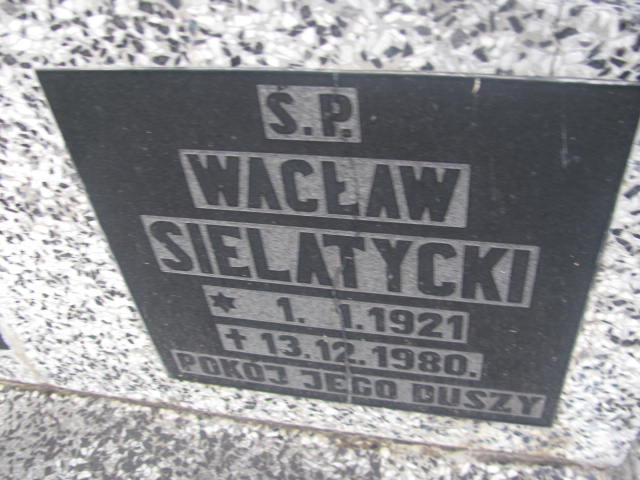 Ś.P.
WACŁAW
SIELATYCKI
* 1. 1.1921
✝ 13.12.1980.
POKÓJ JEGO DUSZY